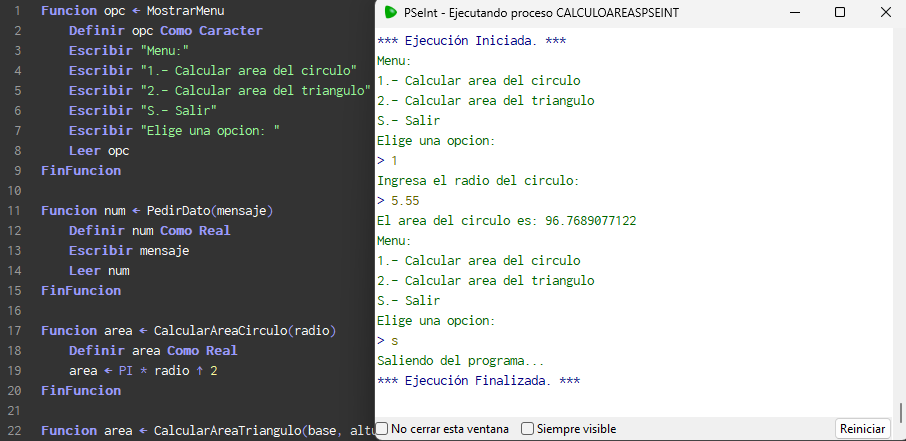 1 Funcion opc ← MostrarMenu
2 Definir opc Como Caracter
3 Escribir "Menu:"
4 Escribir "1.- Calcular area del circulo"
5 Escribir "2.- Calcular area del triangulo"
6 Escribir "S.- Salir"
7 Escribir "Elige una opcion: "
8 Leer opc
9 FinFuncion
10
11 Funcion num ← PedirDato(mensaje)
12 Definir num Como Real
13 Escribir mensaje
14 Leer num
15 FinFuncion
16
17 Funcion area ← CalcularAreaCirculo(radio)
18 Definir area Como Real
19 area ← PI * radio ↑ 2
20 FinFuncion
21
22 Funcion area ← CalcularAreaTriangulo(base, altu
PSeInt - Ejecutando proceso CALCULOAREASPSEINT
*** Ejecución Iniciada. ***
Menu:
1.- Calcular area del circulo
2.- Calcular area del triangulo
S.- Salir
Elige una opcion:
> 1
Ingresa el radio del circulo:
> 5.55
El area del circulo es: 96.7689077122
Menu:
1.- Calcular area del circulo
2.- Calcular area del triangulo
S.- Salir
Elige una opcion:
> s
Saliendo del programa...
*** Ejecución Finalizada. ***
No cerrar esta ventana Siempre visible Reiniciar